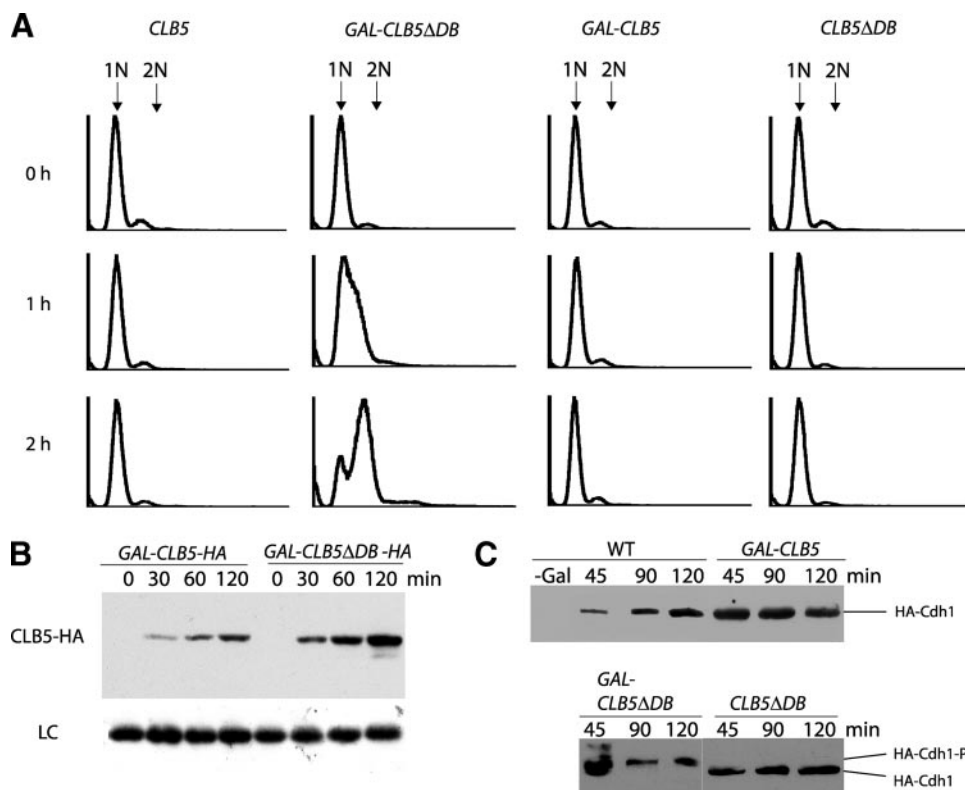 A
CLB5 GAL-CLB5ΔDB GAL-CLB5 CLB5ΔDB
1N 2N 1N 2N 1N 2N 1N 2N
0 h
1 h
2 h
B
GAL-CLB5-HA GAL-CLB5ΔDB -HA
0 30 60 120 0 30 60 120 min
CLB5-HA
LC
C
WT GAL-CLB5
-Gal 45 90 120 45 90 120 min
HA-Cdh1
GAL-
CLB5ΔDB CLB5ΔDB
45 90 120 45 90 120 min
HA-Cdh1-P
HA-Cdh1